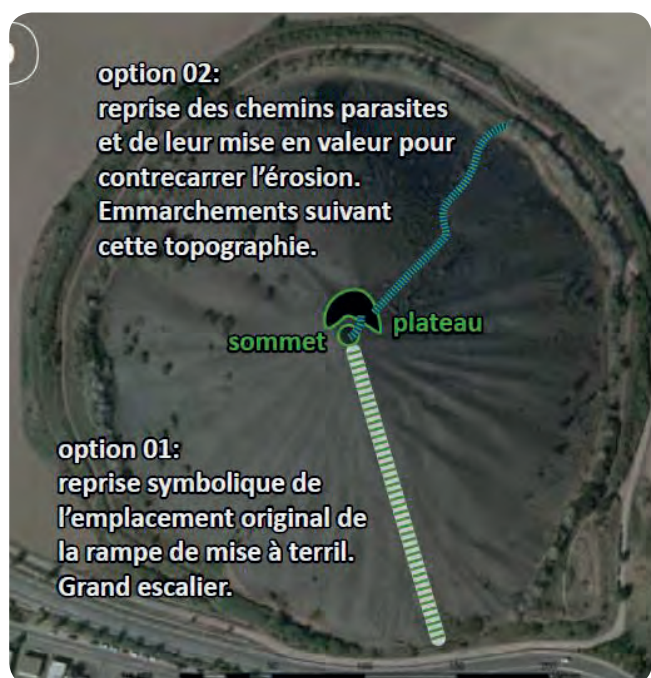 option 02:
reprise des chemins parasites
et de leur mise en valeur pour
contrecarrer l'érosion.
Emmarchements suivant
cette topographie.
plateau
sommet
option 01:
reprise symbolique de
l'emplacement original de
la rampe de mise à terril.
Grand escalier.